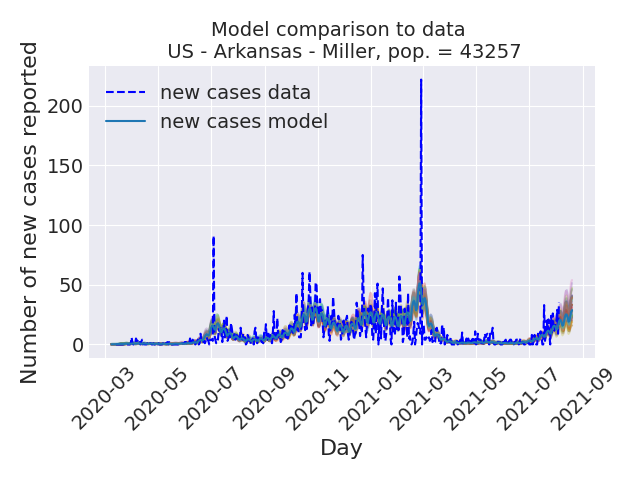 Model comparison to data
US - Arkansas - Miller, pop. = 43257
Number of new cases reported
200
150
100
50
0
new cases data
new cases model
2020-03
2020-05
2020-07
2020-09
2020-11
2021-01
2021-03
2021-05
2021-07
2021-09
Day